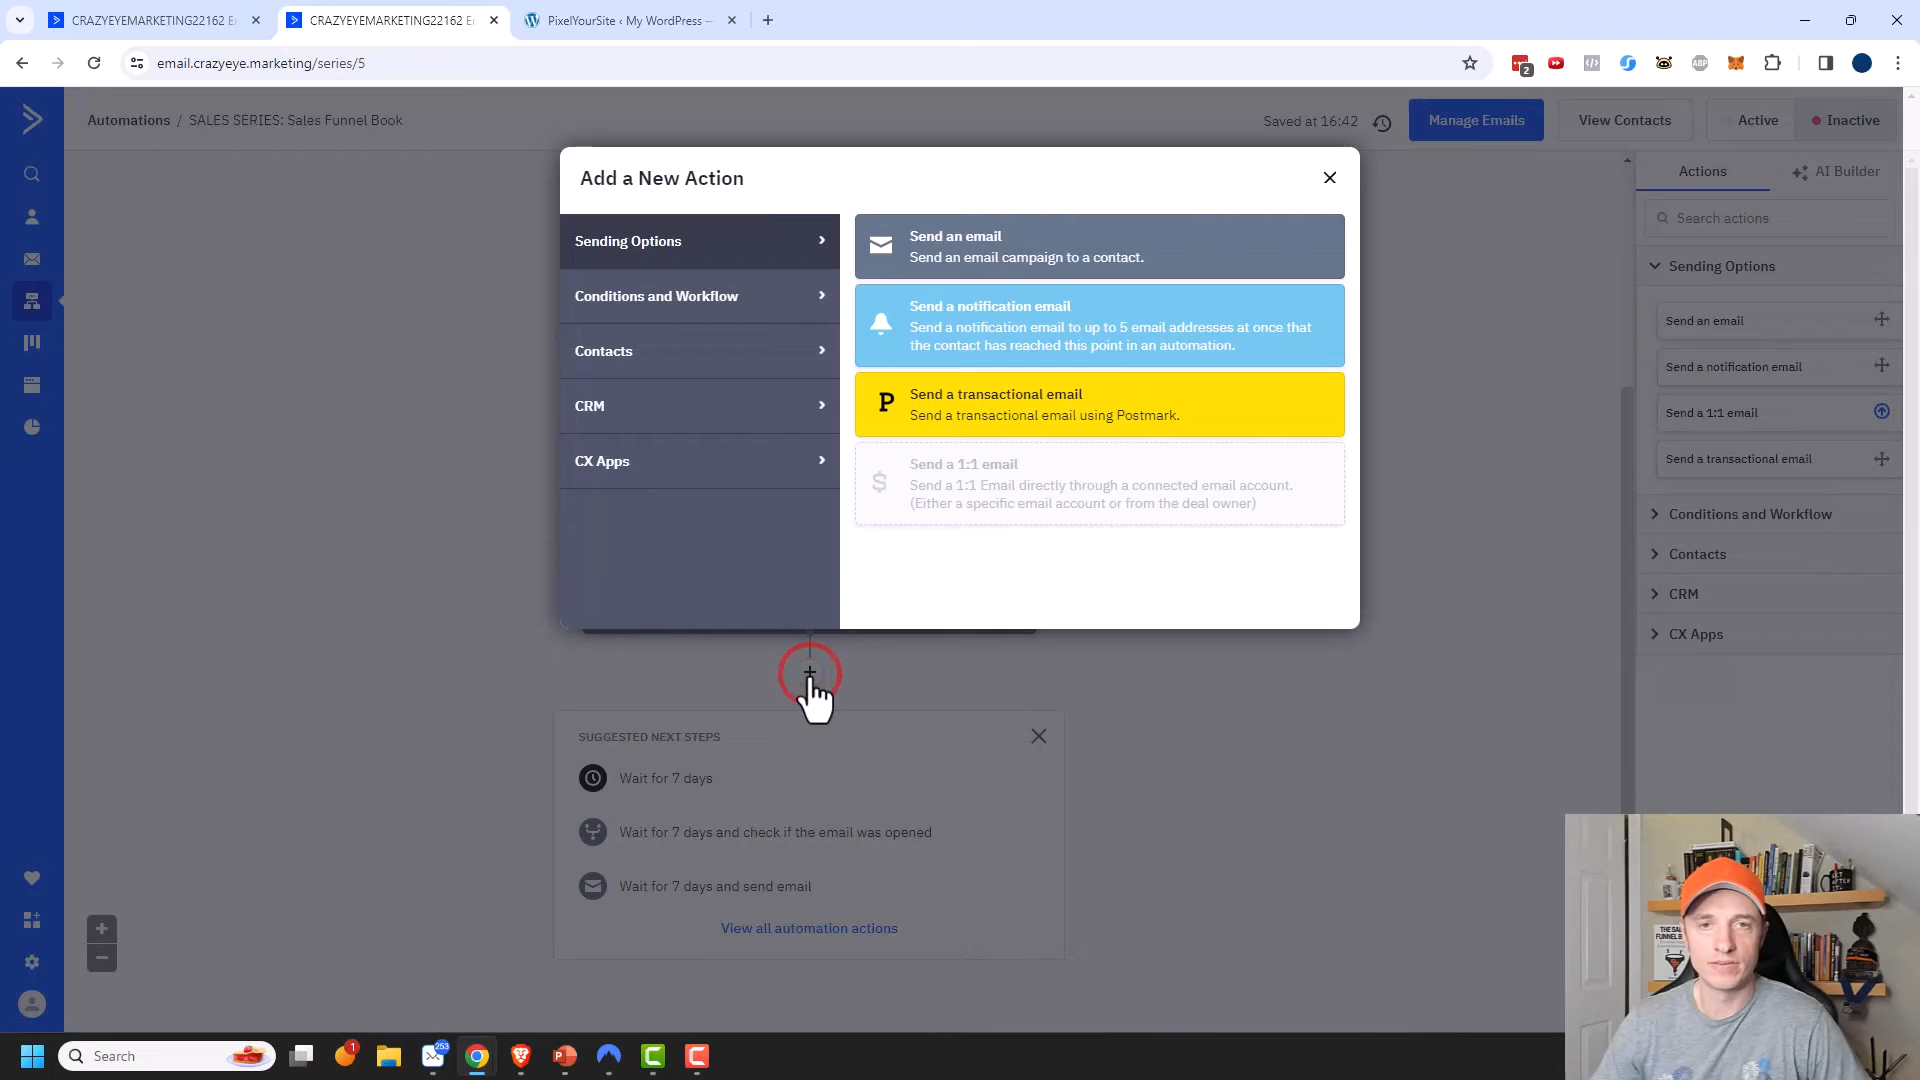 CRAZYEYEMARKETING22162 E
CRAZYEYEMARKETING22162 E
PixelYourSite ‹ My WordPress —
email.crazyeye.marketing/series/5
2
ABP
Automations / SALES SERIES: Sales Funnel Book
Saved at 16:42
Manage Emails
View Contacts
Active
Inactive
Add a New Action
Sending Options
Conditions and Workflow
Contacts
CRM
CX Apps
Send an email
Send an email campaign to a contact.
Send a notification email
Send a notification email to up to 5 email addresses at once that
the contact has reached this point in an automation.
P
Send a transactional email
Send a transactional email using Postmark.
$
Send a 1:1 email
Send a 1:1 Email directly through a connected email account.
(Either a specific email account or from the deal owner)
Actions
AI Builder
Search actions
Sending Options
Send an email
Send a notification email
Send a 1:1 email
Send a transactional email
Conditions and Workflow
Contacts
CRM
CX Apps
SUGGESTED NEXT STEPS
Wait for 7 days
Wait for 7 days and check if the email was opened
Wait for 7 days and send email
View all automation actions
THE SALES
FUNNEL BOOK
Search
1
253